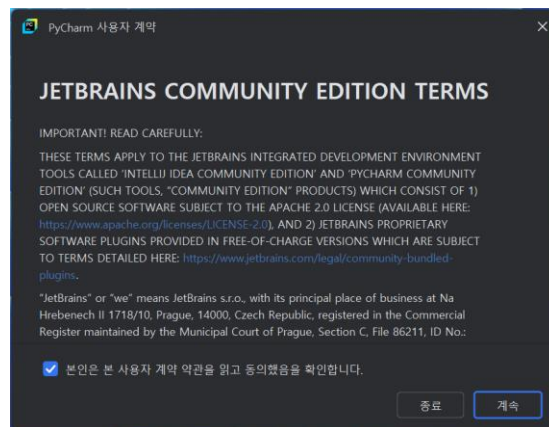 PyCharm 사용자 계약
JETBRAINS COMMUNITY EDITION TERMS
IMPORTANT! READ CAREFULLY:
THESE TERMS APPLY TO THE JETBRAINS INTEGRATED DEVELOPMENT ENVIRONMENT
TOOLS CALLED 'INTELLIJ IDEA COMMUNITY EDITION' AND 'PYCHARM COMMUNITY
EDITION' (SUCH TOOLS, "COMMUNITY EDITION" PRODUCTS) WHICH CONSIST OF 1)
OPEN SOURCE SOFTWARE SUBJECT TO THE APACHE 2.0 LICENSE (AVAILABLE HERE:
https://www.apache.org/licenses/LICENSE-2.0), AND 2) JETBRAINS PROPRIETARY
SOFTWARE PLUGINS PROVIDED IN FREE-OF-CHARGE VERSIONS WHICH ARE SUBJECT
TO TERMS DETAILED HERE: https://www.jetbrains.com/legal/community-bundled-
plugins.
"JetBrains" or "we" means JetBrains s.r.o., with its principal place of business at Na
Hrebenech II 1718/10, Prague, 14000, Czech Republic, registered in the Commercial
Register maintained by the Municipal Court of Prague, Section C, File 86211, ID No.:
본인은 본 사용자 계약 약관을 읽고 동의했음을 확인합니다.
종료
계속